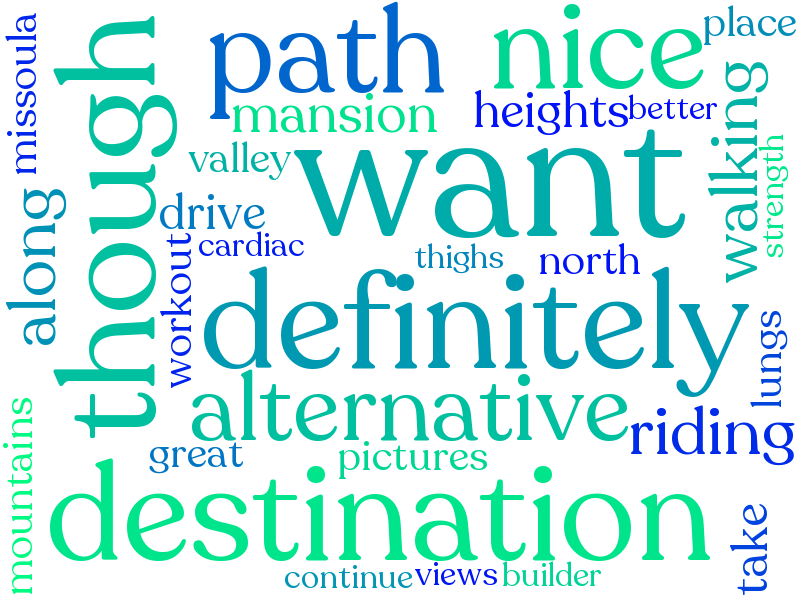 missoula
though
path
nice
place
mansion
heights
better
valley
want
walking
strength
along
drive
cardiac
workout
thighs
north
definitely
lungs
alternative
riding
mountains
great
pictures
destination
take
continue
views
builder